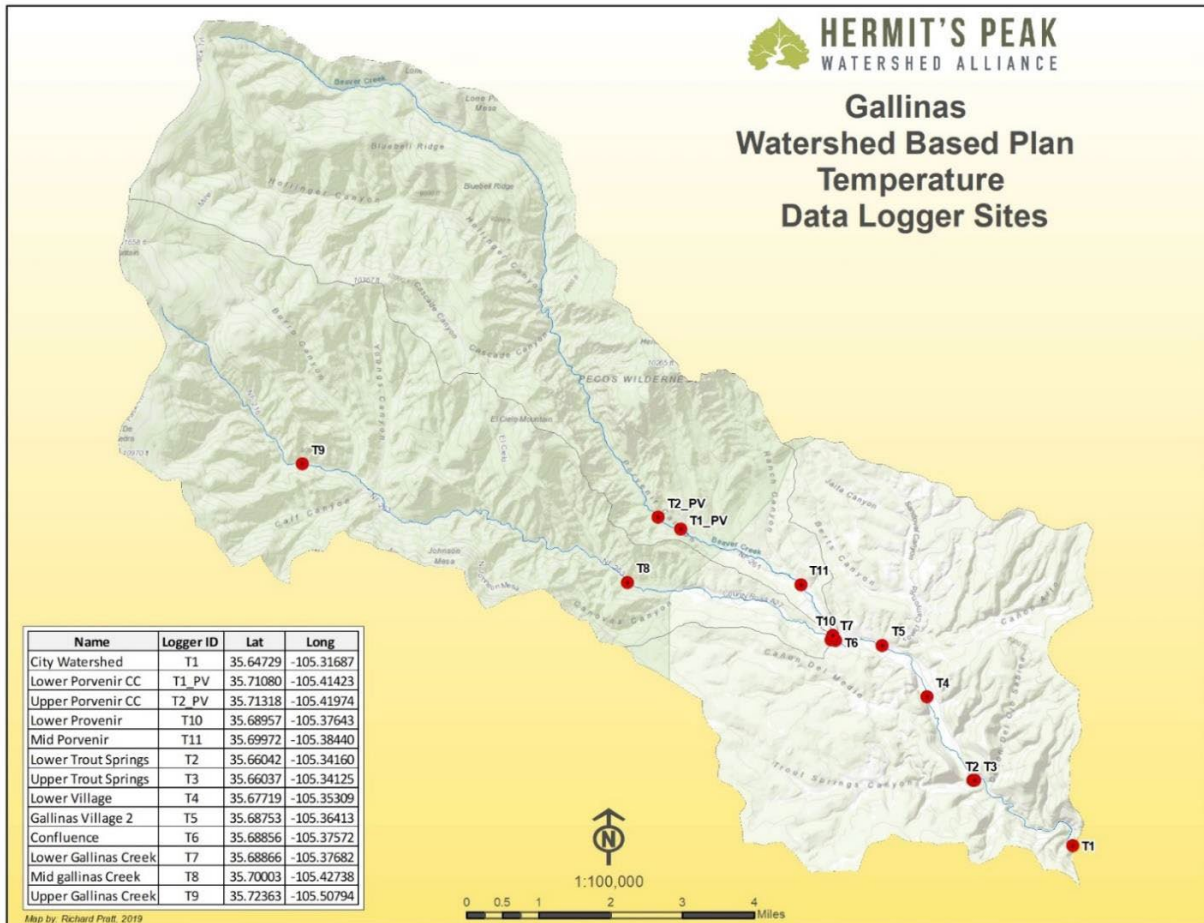 HERMIT'S PEAK
WATERSHED ALLIANCE
Gallinas
Watershed Based Plan
Temperature
Data Logger Sites
Beaver Creek
Bluebell Ridge
Bluebell Ridge
Hollinger Canyon
Hollinger Canyon
Cascade Canyon
Cascade Canyon
Youngs Canyon
El Cielo Mountain
El Cielo
T9
Calf Canyon
Johnson
Mesa
T2_PV
T1_PV
Beaver Creek
T8
T11
T10
T7
T6
T5
T4
T2
T3
T1
Trout Springs Canyon
Name Logger ID Lat Long
City Watershed T1 35.64729 -105.31687
Lower Porvenir CC T1_PV 35.71080 -105.41423
Upper Porvenir CC T2_PV 35.71318 -105.41974
Lower Provenir T10 35.68957 -105.37643
Mid Porvenir T11 35.69972 -105.38440
Lower Trout Springs T2 35.66042 -105.34160
Upper Trout Springs T3 35.66037 -105.34125
Lower Village T4 35.67719 -105.35309
Gallinas Village 2 T5 35.68753 -105.36413
Confluence T6 35.68856 -105.37572
Lower Gallinas Creek T7 35.68866 -105.37682
Mid gallinas Creek T8 35.70003 -105.42738
Upper Gallinas Creek T9 35.72363 -105.50794
N
1:100,000
0 0.5 1 2 3 4
Miles
Map by: Richard Pratt, 2019